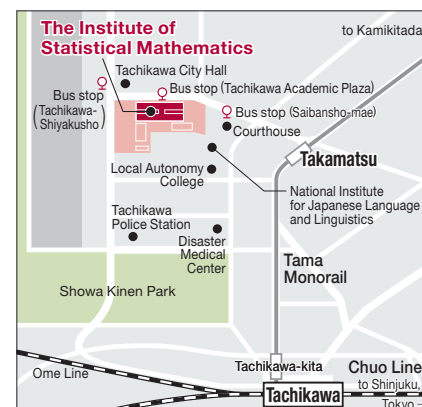 The Institute of
Statistical Mathematics
to Kamikitada
Tachikawa City Hall
Bus stop (Tachikawa Academic Plaza)
Bus stop
(Tachikawa-
Shiyakusho)
Bus stop (Saibansho-mae)
Courthouse
Takamatsu
Local Autonomy
College
National Institute
for Japanese Language
and Linguistics
Tachikawa
Police Station
Disaster
Medical
Center
Tama
Monorail
Showa Kinen Park
Tachikawa-kita
Chuo Line
Ome Line
to Shinjuku,
Tachikawa
Tokyo